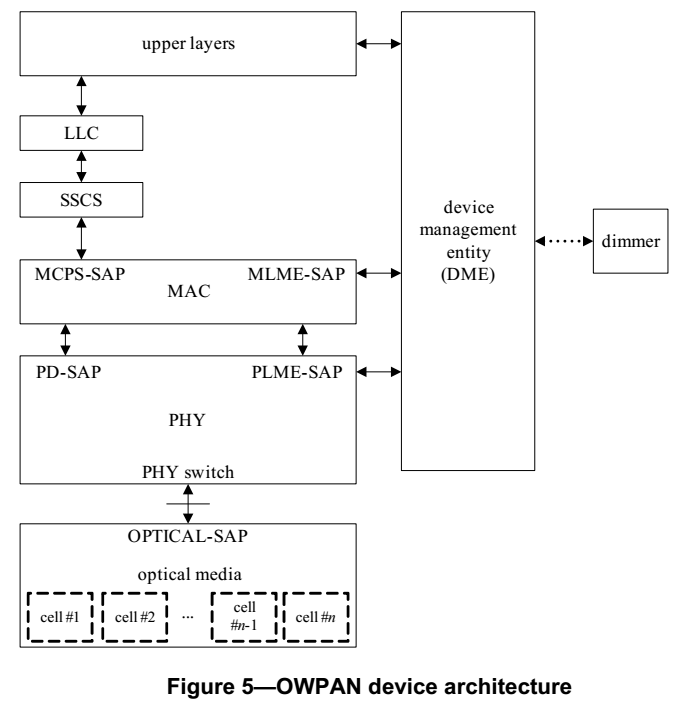 upper layers
LLC
SSCS
MCPS-SAP MLME-SAP
MAC
PD-SAP PLME-SAP
PHY
PHY switch
OPTICAL-SAP
optical media
cell #1 cell #2 ... cell #n-1 cell #n
device
management
entity
(DME)
dimmer
Figure 5—OWPAN device architecture